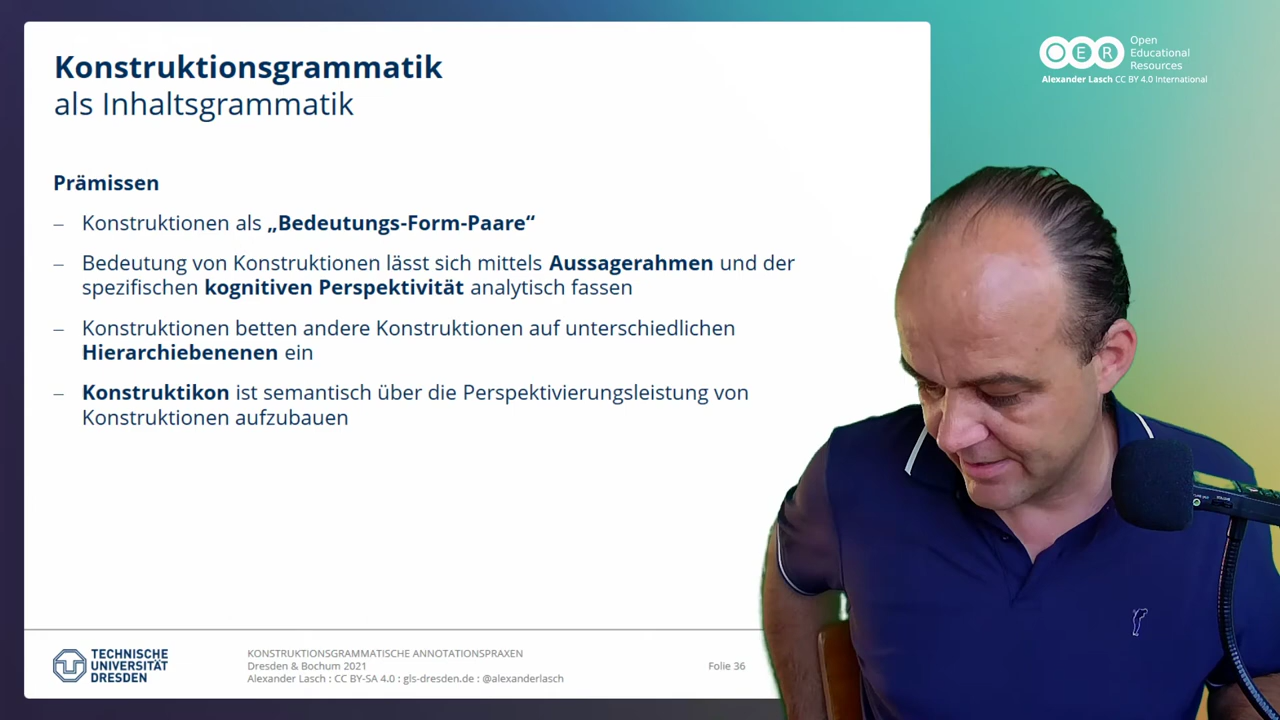 Konstruktionsgrammatik
als Inhaltsgrammatik
Prämissen
– Konstruktionen als „Bedeutungs-Form-Paare“
– Bedeutung von Konstruktionen lässt sich mittels Aussagerahmen und der
spezifischen kognitiven Perspektivität analytisch fassen
– Konstruktionen betten andere Konstruktionen auf unterschiedlichen
Hierarchiebenenen ein
– Konstruktikon ist semantisch über die Perspektivierungsleistung von
Konstruktionen aufzubauen
TECHNISCHE
UNIVERSITÄT
DRESDEN
KONSTRUKTIONSGRAMMATISCHE ANNOTATIONSPRAXEN
Dresden & Bochum 2021
Alexander Lasch : CC BY-SA 4.0 : gls-dresden.de : @alexanderlasch
Folie 36
OER
Open
Educational
Resources
Alexander Lasch CC BY 4.0 International